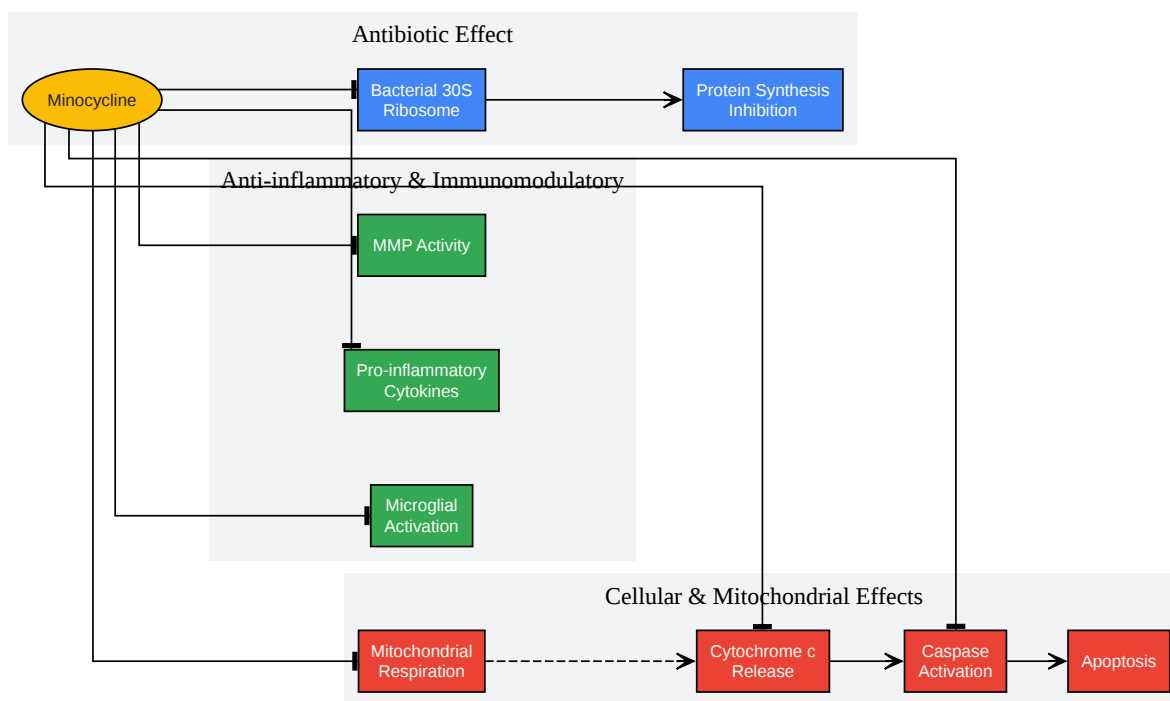 Antibiotic Effect
Minocycline
Bacterial 30S
Ribosome
Protein Synthesis
Inhibition
Anti-inflammatory & Immunomodulatory
MMP Activity
Pro-inflammatory
Cytokines
Microglial
Activation
Cellular & Mitochondrial Effects
Mitochondrial
Respiration
Cytochrome c
Release
Caspase
Activation
Apoptosis